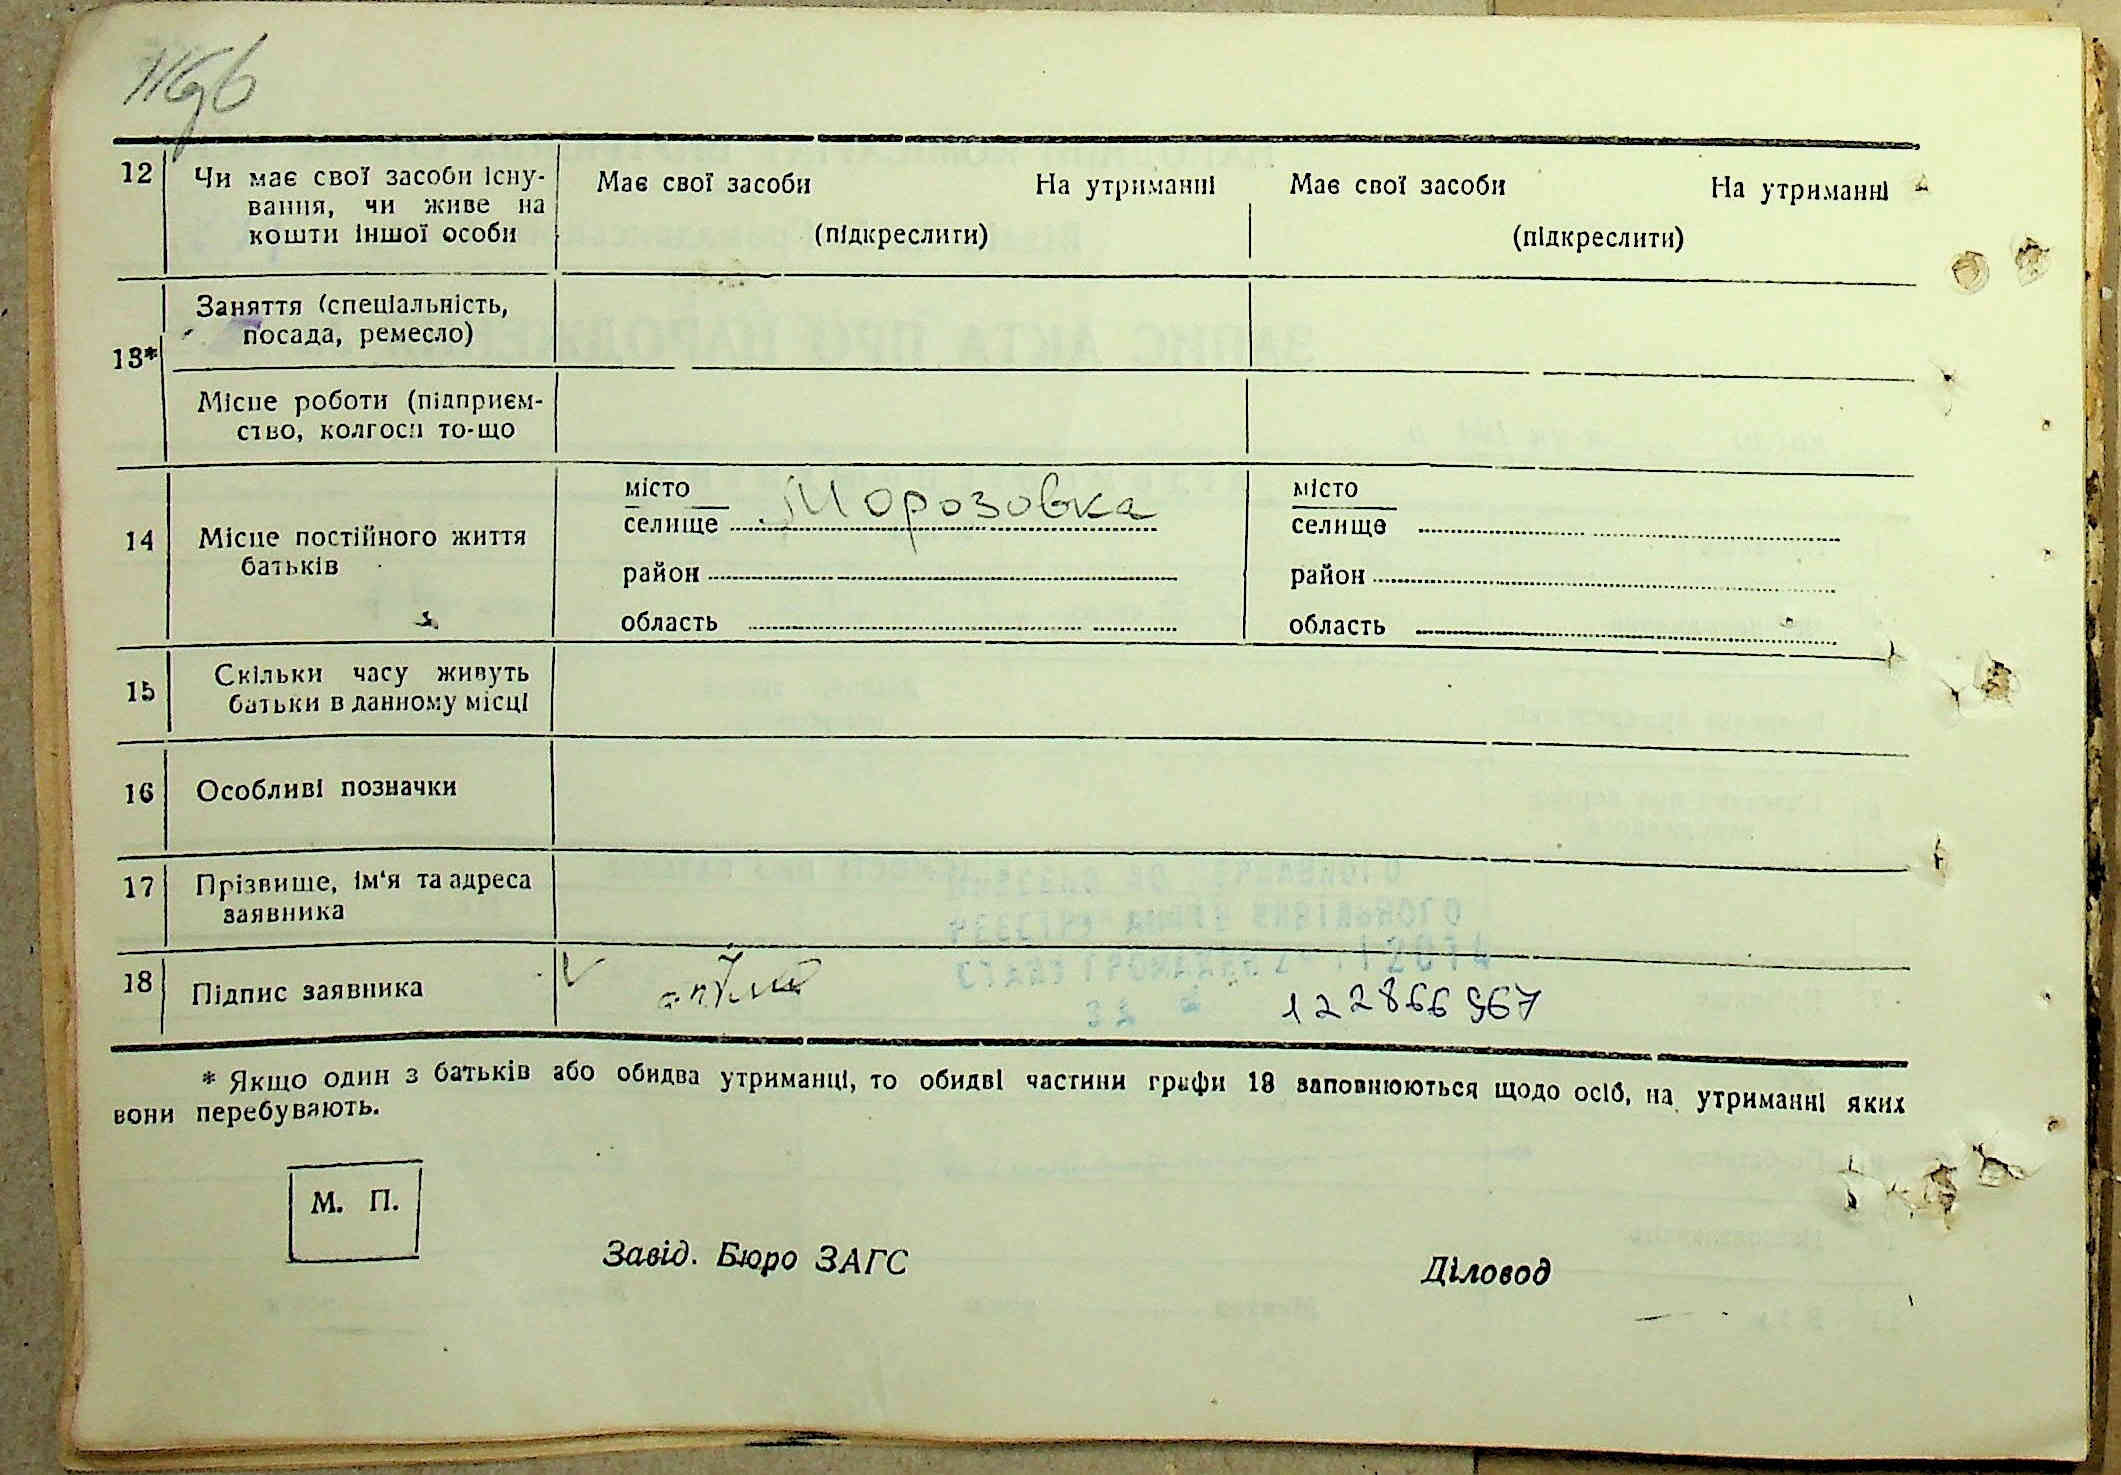 12 Чи має свої засоби існу-
вання, чи живе на
кошти іншої особи
Має свої засоби На утриманні
(підкреслити)
Має свої засоби На утриманні
(підкреслити)
13*
Заняття (спеціальність,
посада, ремесло)
Місце роботи (підприєм-
ство, колгосп то-що
14 Місце постійного життя
батьків
місто
селище Морозовка
район
область
місто
селище
район
область
15 Скільки часу живуть
батьки в данному місці
16 Особливі позначки
17 Прізвище, ім'я та адреса
заявника
18 Підпис заявника
122866967
* Якщо один з батьків або обидва утриманці, то обидві частини графи 13 заповнюються щодо осіб, на утриманні яких
вони перебувають.
М. П.
Завід. Бюро ЗАГС
Діловод